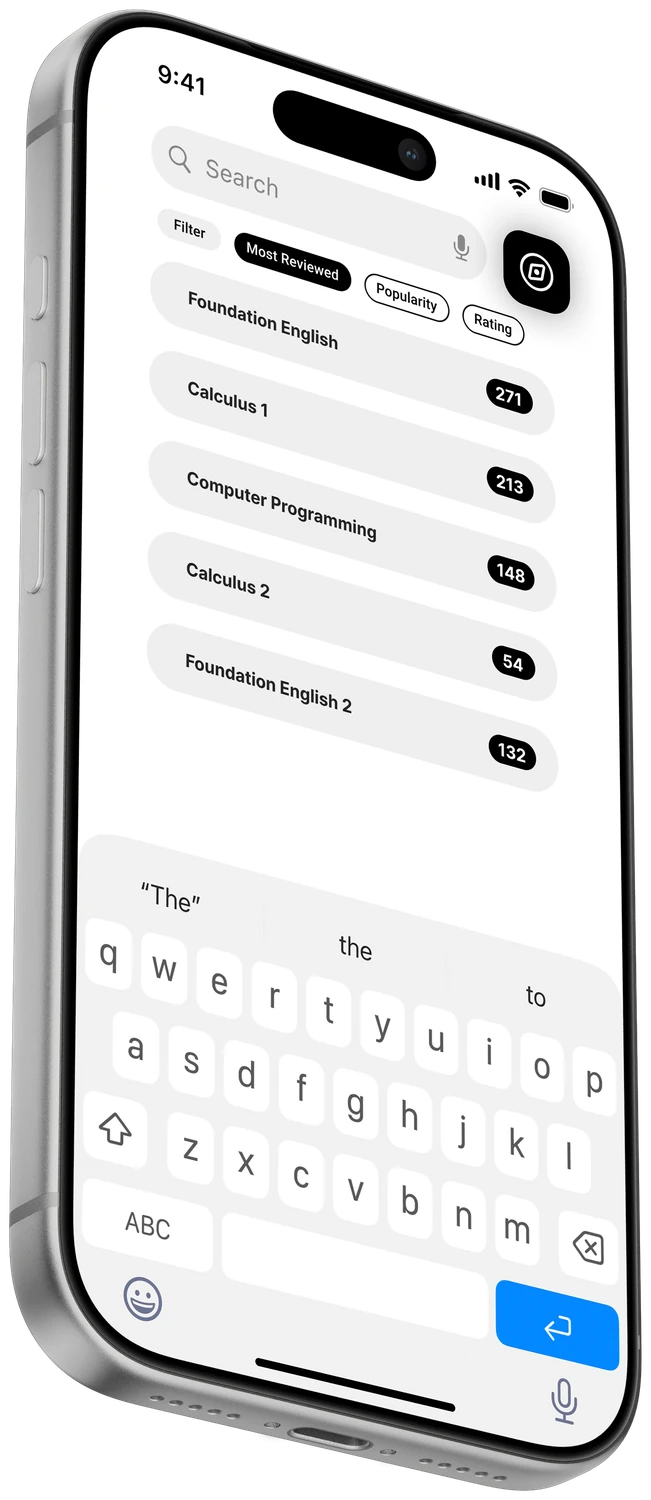 9:41
Search
Filter
Most Reviewed
Popularity
Rating
Foundation English
271
Calculus 1
213
Computer Programming
148
Calculus 2
54
Foundation English 2
132
“The”
the
to
q w e r t y u i o p
a s d f g h j k l
z x c v b n m
ABC